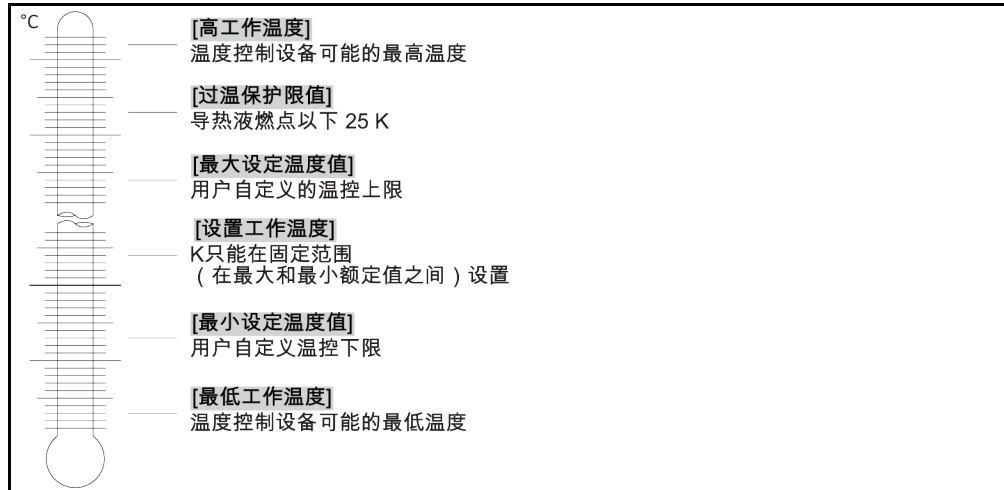 °C
[高工作温度]
温度控制设备可能的最高温度
[过温保护限值]
导热液燃点以下 25 K
[最大设定温度值]
用户自定义的温控上限
[设置工作温度]
K只能在固定范围
（在最大和最小额定值之间）设置
[最小设定温度值]
用户自定义温控下限
[最低工作温度]
温度控制设备可能的最低温度